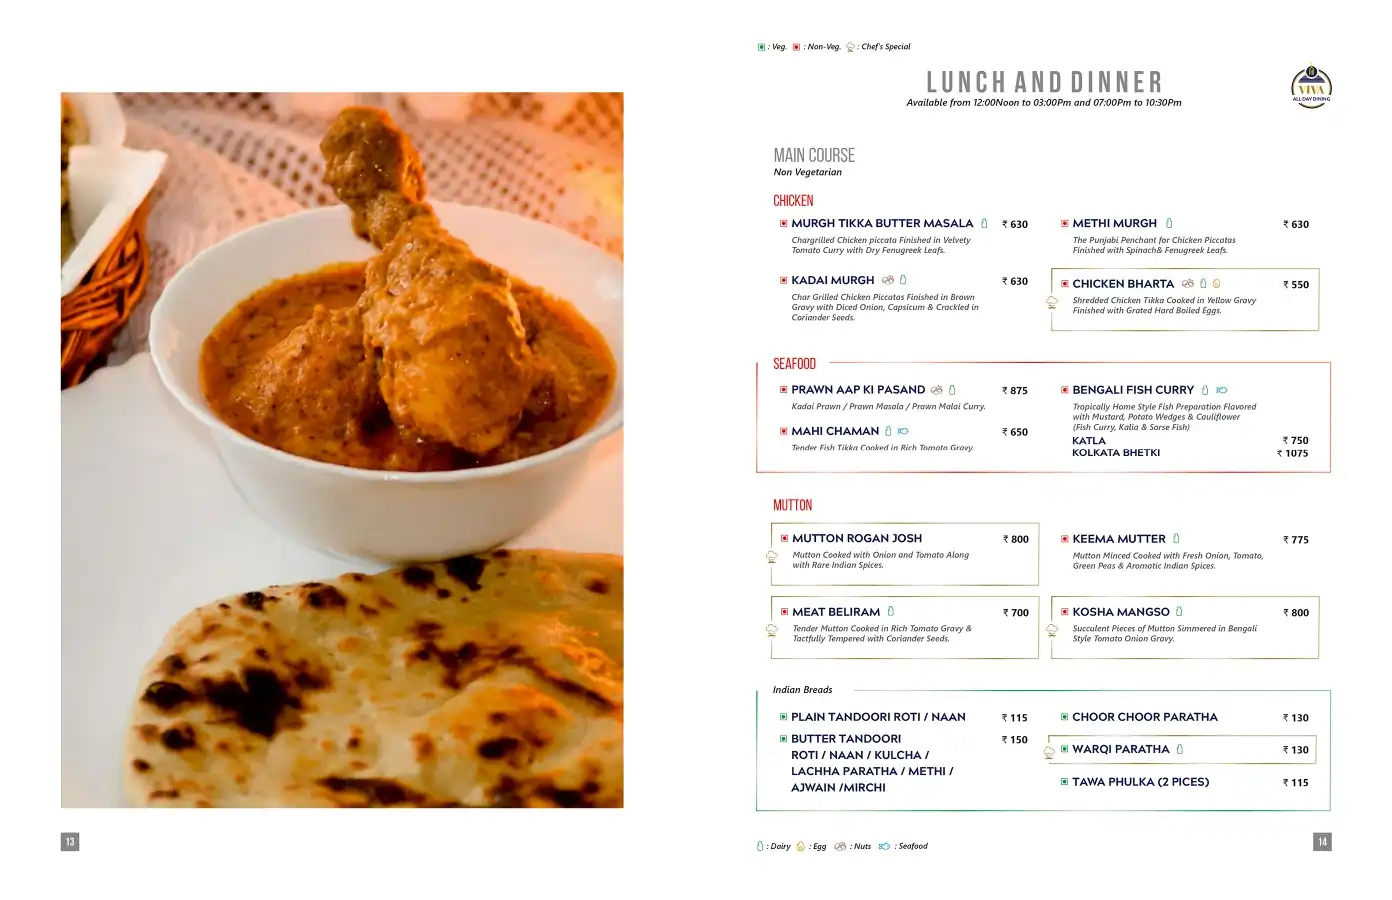 : Veg. : Non-Veg. : Chef's Special
LUNCH AND DINNER
Available from 12:00Noon to 03:00Pm and 07:00Pm to 10:30Pm
VIVA
ALL DAY DINING
MAIN COURSE
Non Vegetarian
CHICKEN
MURGH TIKKA BUTTER MASALA ₹ 630
Chargrilled Chicken piccata Finished in Velvety
Tomato Curry with Dry Fenugreek Leafs.
METHI MURGH ₹ 630
The Punjabi Penchant for Chicken Piccatas
Finished with Spinach& Fenugreek Leafs.
KADAI MURGH ₹ 630
Char Grilled Chicken Piccatas Finished in Brown
Gravy with Diced Onion, Capsicum & Crackled in
Coriander Seeds.
CHICKEN BHARTA ₹ 550
Shredded Chicken Tikka Cooked in Yellow Gravy
Finished with Grated Hard Boiled Eggs.
SEAFOOD
PRAWN AAP KI PASAND ₹ 875
Kadai Prawn / Prawn Masala / Prawn Malai Curry.
MAHI CHAMAN ₹ 650
Tender Fish Tikka Cooked in Rich Tomato Gravy.
BENGALI FISH CURRY
Tropically Home Style Fish Preparation Flavored
with Mustard, Potato Wedges & Cauliflower
(Fish Curry, Kalia & Sorse Fish)
KATLA ₹ 750
KOLKATA BHETKI ₹ 1075
MUTTON
MUTTON ROGAN JOSH ₹ 800
Mutton Cooked with Onion and Tomato Along
with Rare Indian Spices.
KEEMA MUTTER ₹ 775
Mutton Minced Cooked with Fresh Onion, Tomato,
Green Peas & Aromatic Indian Spices.
MEAT BELIRAM ₹ 700
Tender Mutton Cooked in Rich Tomato Gravy &
Tactfully Tempered with Coriander Seeds.
KOSHA MANGSO ₹ 800
Succulent Pieces of Mutton Simmered in Bengali
Style Tomato Onion Gravy.
Indian Breads
PLAIN TANDOORI ROTI / NAAN ₹ 115
BUTTER TANDOORI ₹ 150
ROTI / NAAN / KULCHA /
LACHHA PARATHA / METHI /
AJWAIN /MIRCHI
CHOOR CHOOR PARATHA ₹ 130
WARQI PARATHA ₹ 130
TAWA PHULKA (2 PICES) ₹ 115
13
: Dairy : Egg : Nuts : Seafood
14